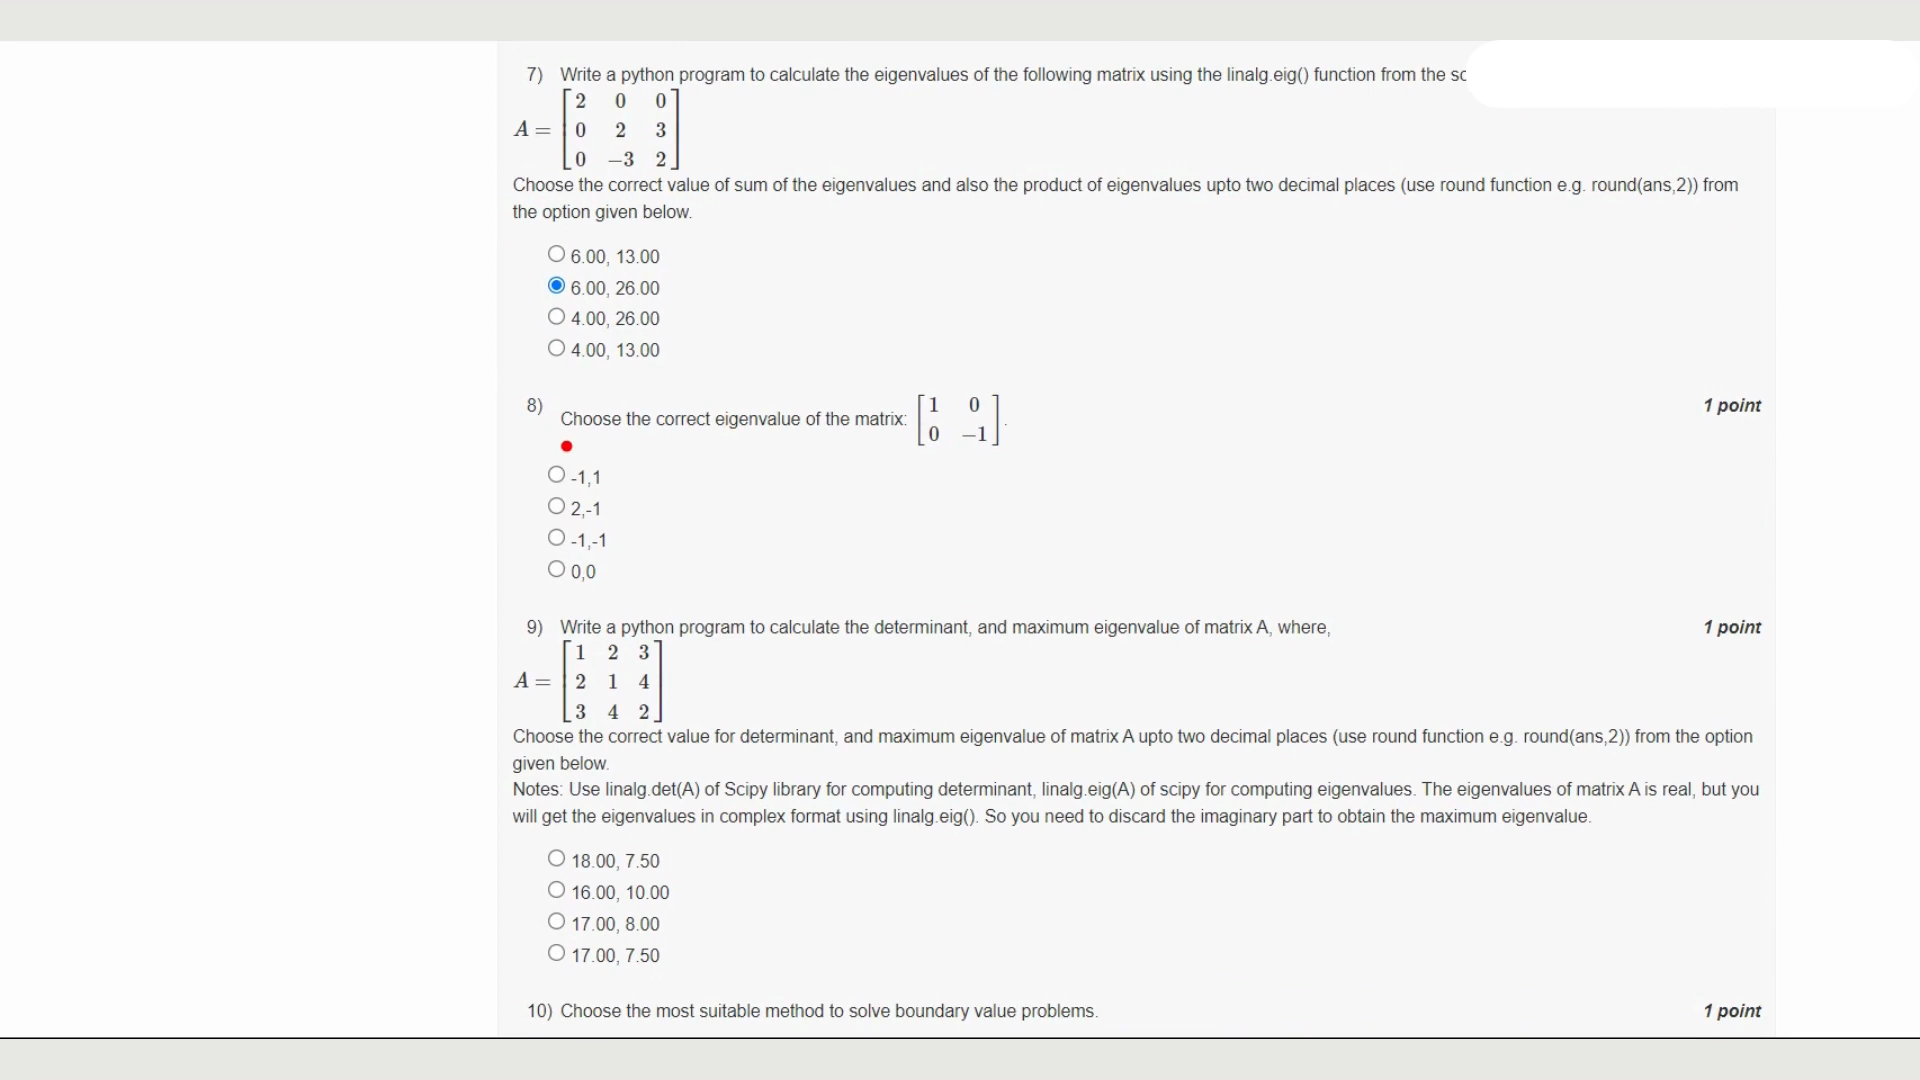 7) Write a python program to calculate the eigenvalues of the following matrix using the linalg.eig() function from the
A = [2 0 0
0 2 3
0 −3 2]
Choose the correct value of sum of the eigenvalues and also the product of eigenvalues upto two decimal places (use round function e.g. round(ans,2)) from
the option given below.
6.00, 13.00
6.00, 26.00
4.00, 26.00
4.00, 13.00
8) Choose the correct eigenvalue of the matrix: [1 0
0 −1]. 1 point
-1,1
2,-1
-1,-1
0,0
9) Write a python program to calculate the determinant, and maximum eigenvalue of matrix A, where, 1 point
A = [1 2 3
2 1 4
3 4 2]
Choose the correct value for determinant, and maximum eigenvalue of matrix A upto two decimal places (use round function e.g. round(ans,2)) from the option
given below.
Notes: Use linalg.det(A) of Scipy library for computing determinant, linalg.eig(A) of scipy for computing eigenvalues. The eigenvalues of matrix A is real, but you
will get the eigenvalues in complex format using linalg.eig(). So you need to discard the imaginary part to obtain the maximum eigenvalue.
18.00, 7.50
16.00, 10.00
17.00, 8.00
17.00, 7.50
10) Choose the most suitable method to solve boundary value problems. 1 point